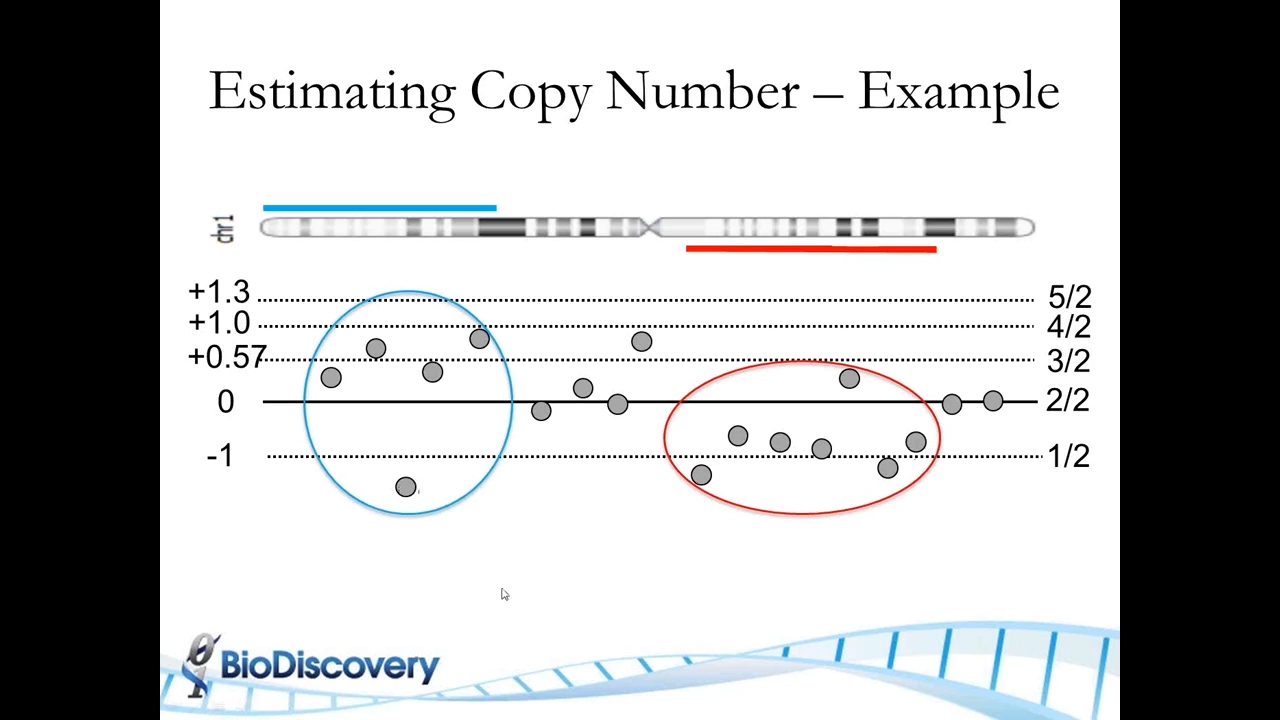 Estimating Copy Number – Example
chr1
+1.3 5/2
+1.0 4/2
+0.57 3/2
0 2/2
-1 1/2
BioDiscovery